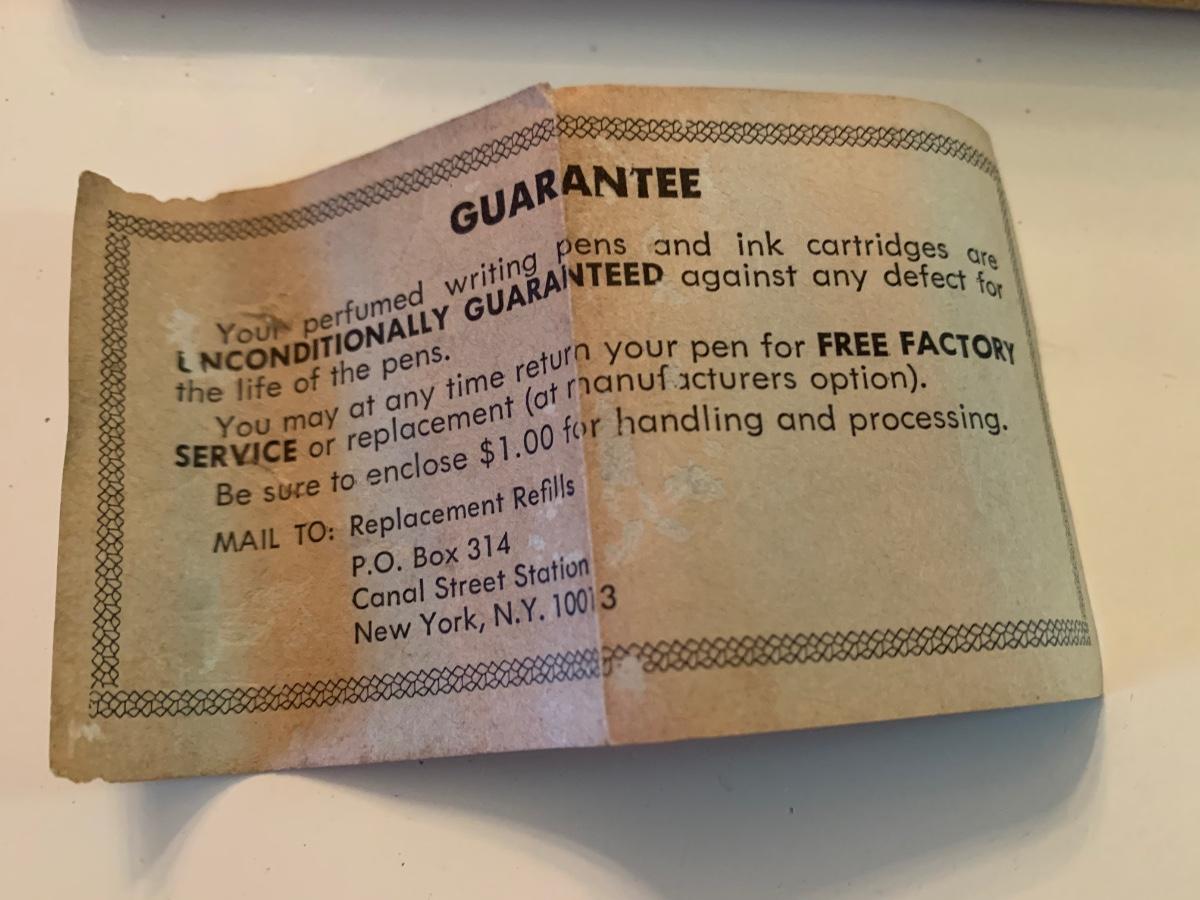 GUARANTEE
Your perfumed writing pens and ink cartridges are
UNCONDITIONALLY GUARANTEED against any defect for
the life of the pens.
You may at any time return your pen for FREE FACTORY
SERVICE or replacement (at manufacturers option).
Be sure to enclose $1.00 for handling and processing.
MAIL TO: Replacement Refills
P.O. Box 314
Canal Street Station
New York, N.Y. 10013